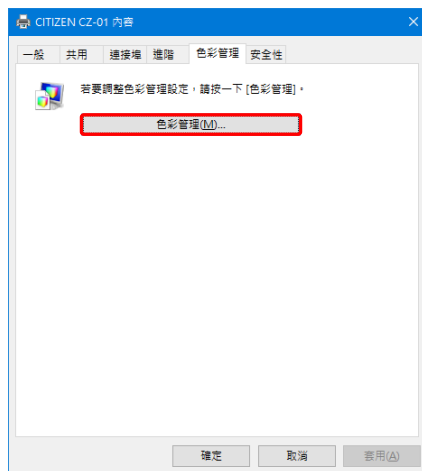 CITIZEN CZ-01 內容
一般 共用 連接埠 進階 色彩管理 安全性
若要調整色彩管理設定，請按一下 [色彩管理]。
色彩管理(M)...
確定 取消 套用(A)